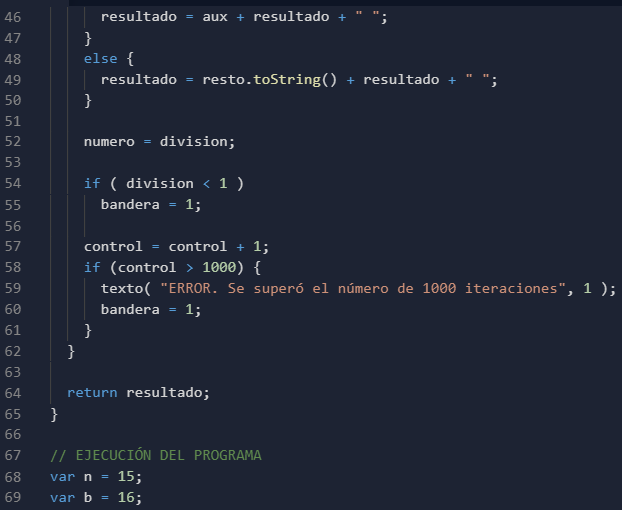 46 resultado = aux + resultado + " ";
47 }
48 else {
49 resultado = resto.toString() + resultado + " ";
50 }
51
52 numero = division;
53
54 if ( division < 1 )
55 bandera = 1;
56
57 control = control + 1;
58 if (control > 1000) {
59 texto( "ERROR. Se superó el número de 1000 iteraciones", 1 );
60 bandera = 1;
61 }
62 }
63
64 return resultado;
65 }
66
67 // EJECUCIÓN DEL PROGRAMA
68 var n = 15;
69 var b = 16;